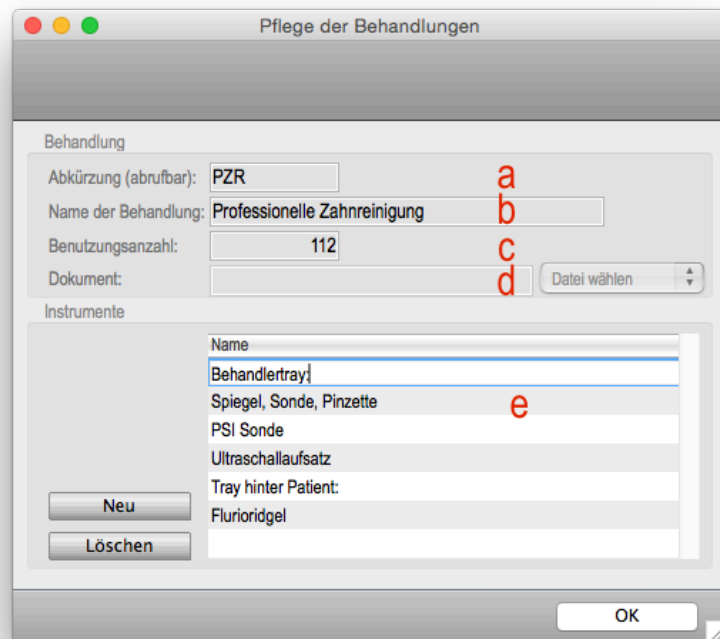 Pflege der Behandlungen
Behandlung
Abkürzung (abrufbar): PZR a
Name der Behandlung: Professionelle Zahnreinigung b
Benutzungsanzahl: 112 c
Dokument: d Datei wählen
Instrumente
Name
Behandlertray:
Spiegel, Sonde, Pinzette e
PSI Sonde
Ultraschallaufsatz
Tray hinter Patient:
Neu Flurioridgel
Löschen
OK